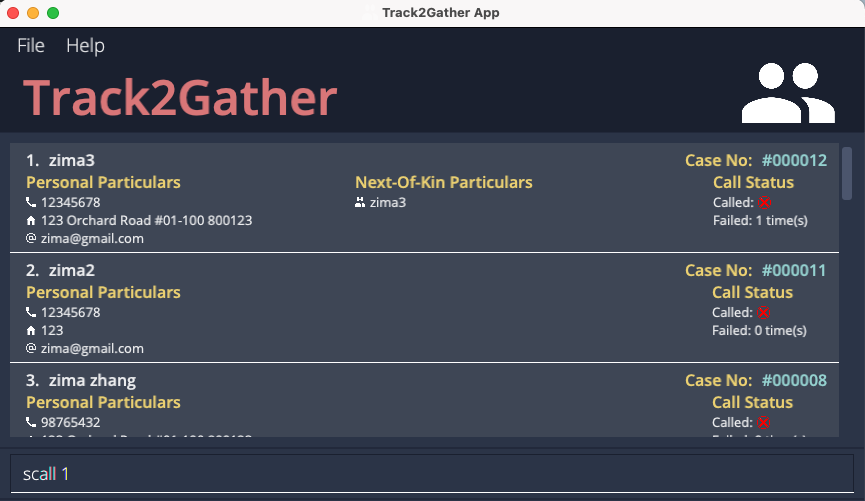 Track2Gather App
File Help
Track2Gather
1. zima3 Case No: #000012
Personal Particulars Next-Of-Kin Particulars Call Status
12345678 zima3 Called:
123 Orchard Road #01-100 800123 Failed: 1 time(s)
@ zima@gmail.com
2. zima2 Case No: #000011
Personal Particulars Call Status
12345678 Called:
123 Failed: 0 time(s)
@ zima@gmail.com
3. zima zhang Case No: #000008
Personal Particulars Call Status
98765432 Called:
scall 1